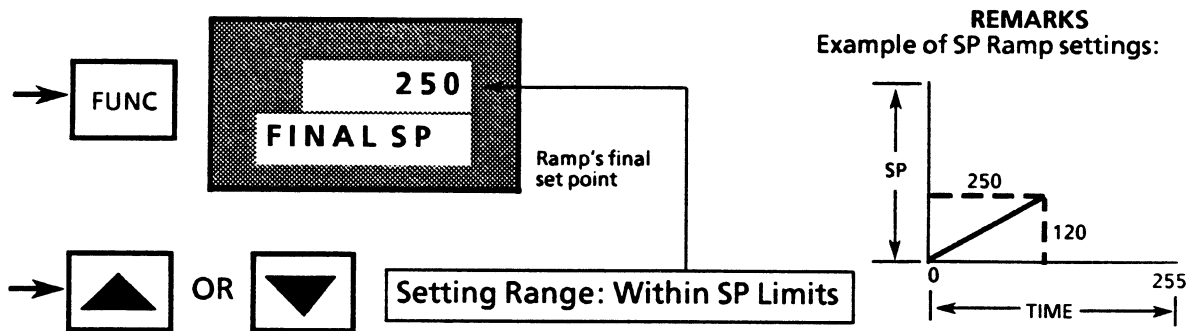 FUNC
250
FINAL SP
Ramp's final
set point
OR
Setting Range: Within SP Limits
REMARKS
Example of SP Ramp settings:
SP
250
120
0
255
TIME